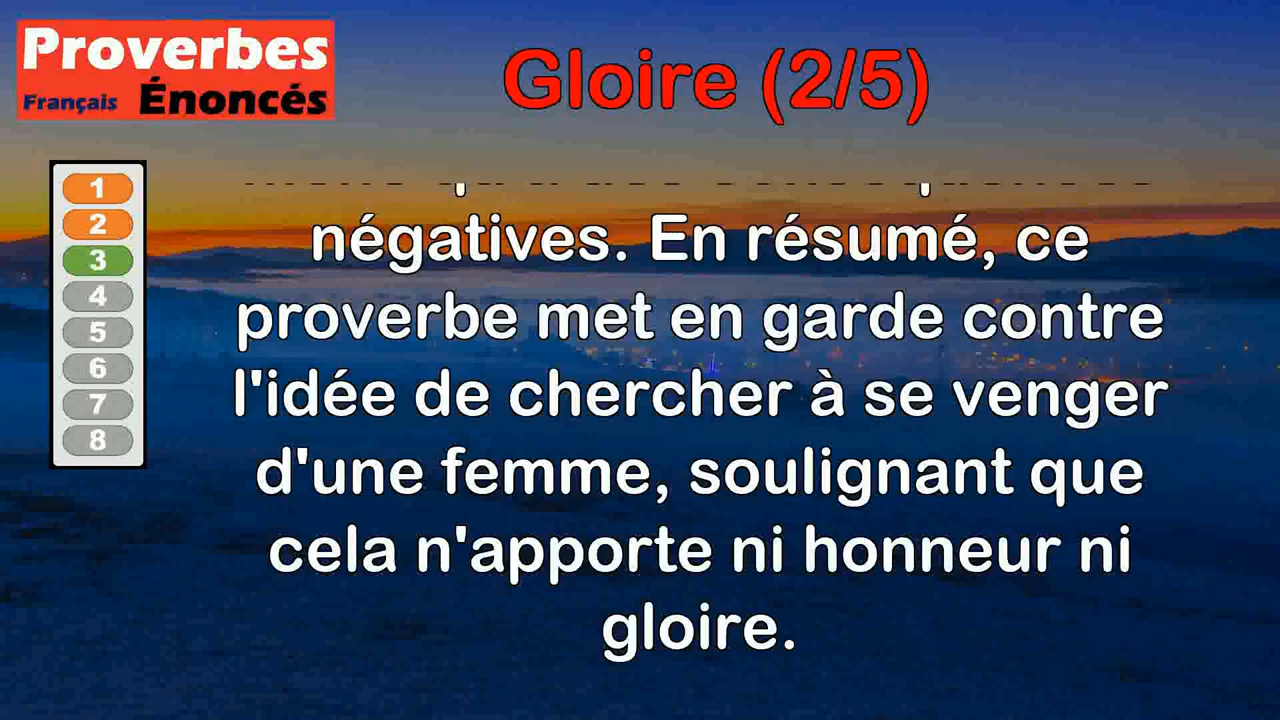 Proverbes
Français Énoncés
Gloire (2/5)
1
2
3
4
5
6
7
8
négatives. En résumé, ce
proverbe met en garde contre
l'idée de chercher à se venger
d'une femme, soulignant que
cela n'apporte ni honneur ni
gloire.